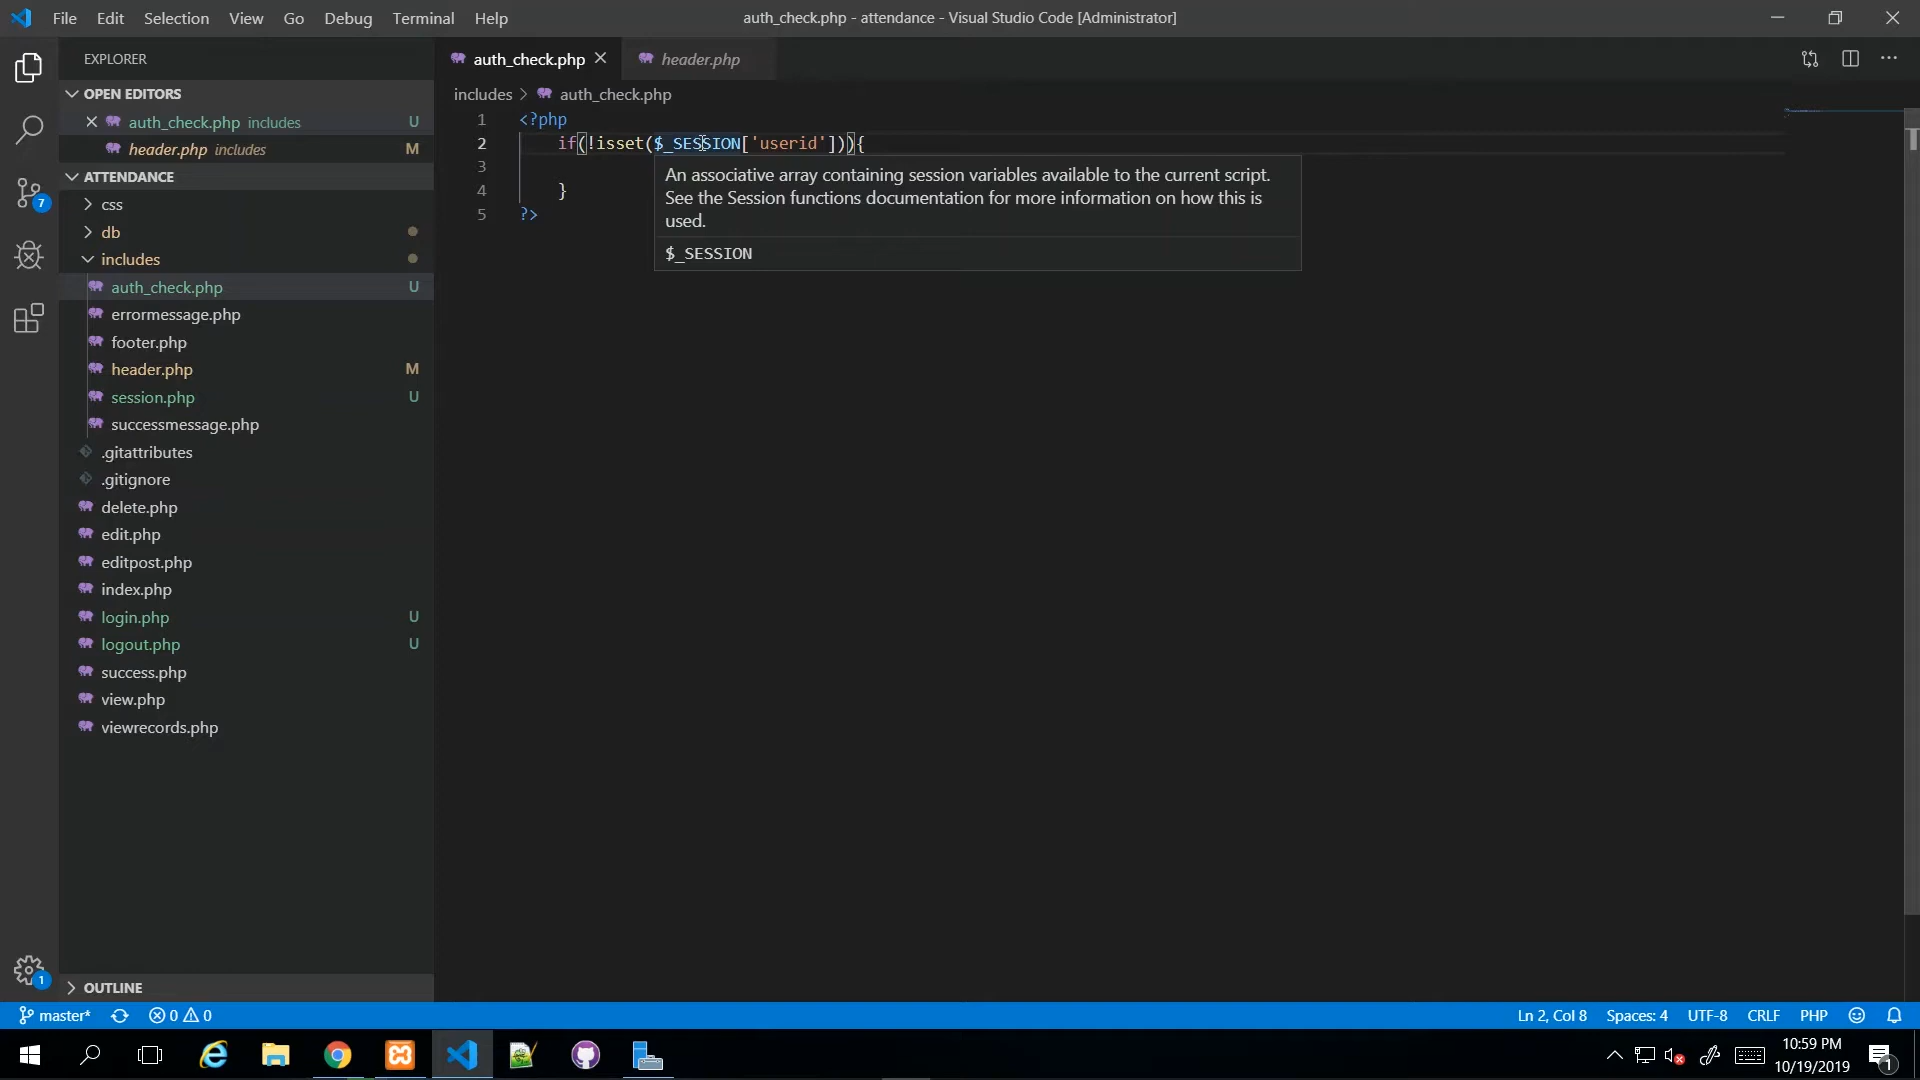 File Edit Selection View Go Debug Terminal Help
auth_check.php - attendance - Visual Studio Code [Administrator]
EXPLORER
OPEN EDITORS
auth_check.php includes U
header.php includes M
ATTENDANCE
css
db
includes
auth_check.php U
errormessage.php
footer.php
header.php M
session.php U
successmessage.php
.gitattributes
.gitignore
delete.php
edit.php
editpost.php
index.php
login.php U
logout.php U
success.php
view.php
viewrecords.php
OUTLINE
7
1
auth_check.php
header.php
includes > auth_check.php
1 <?php
2 if(!isset($_SESSION['userid'])){
3
4 }
5 ?>
An associative array containing session variables available to the current script.
See the Session functions documentation for more information on how this is
used.
$_SESSION
master* 0 0
Ln 2, Col 8 Spaces: 4 UTF-8 CRLF PHP
10:59 PM
10/19/2019
1